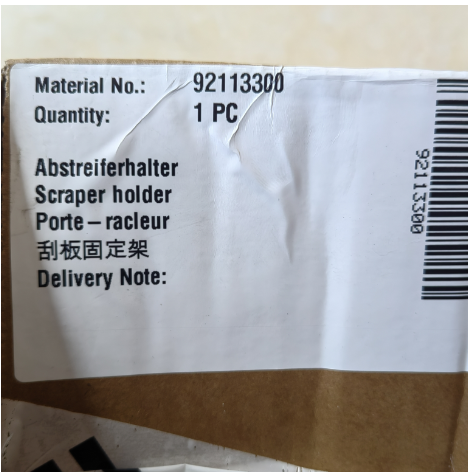 Material No.: 92113300
Quantity: 1 PC
Abstreiferhalter
Scraper holder
Porte – racleur
刮板固定架
Delivery Note:
92113300